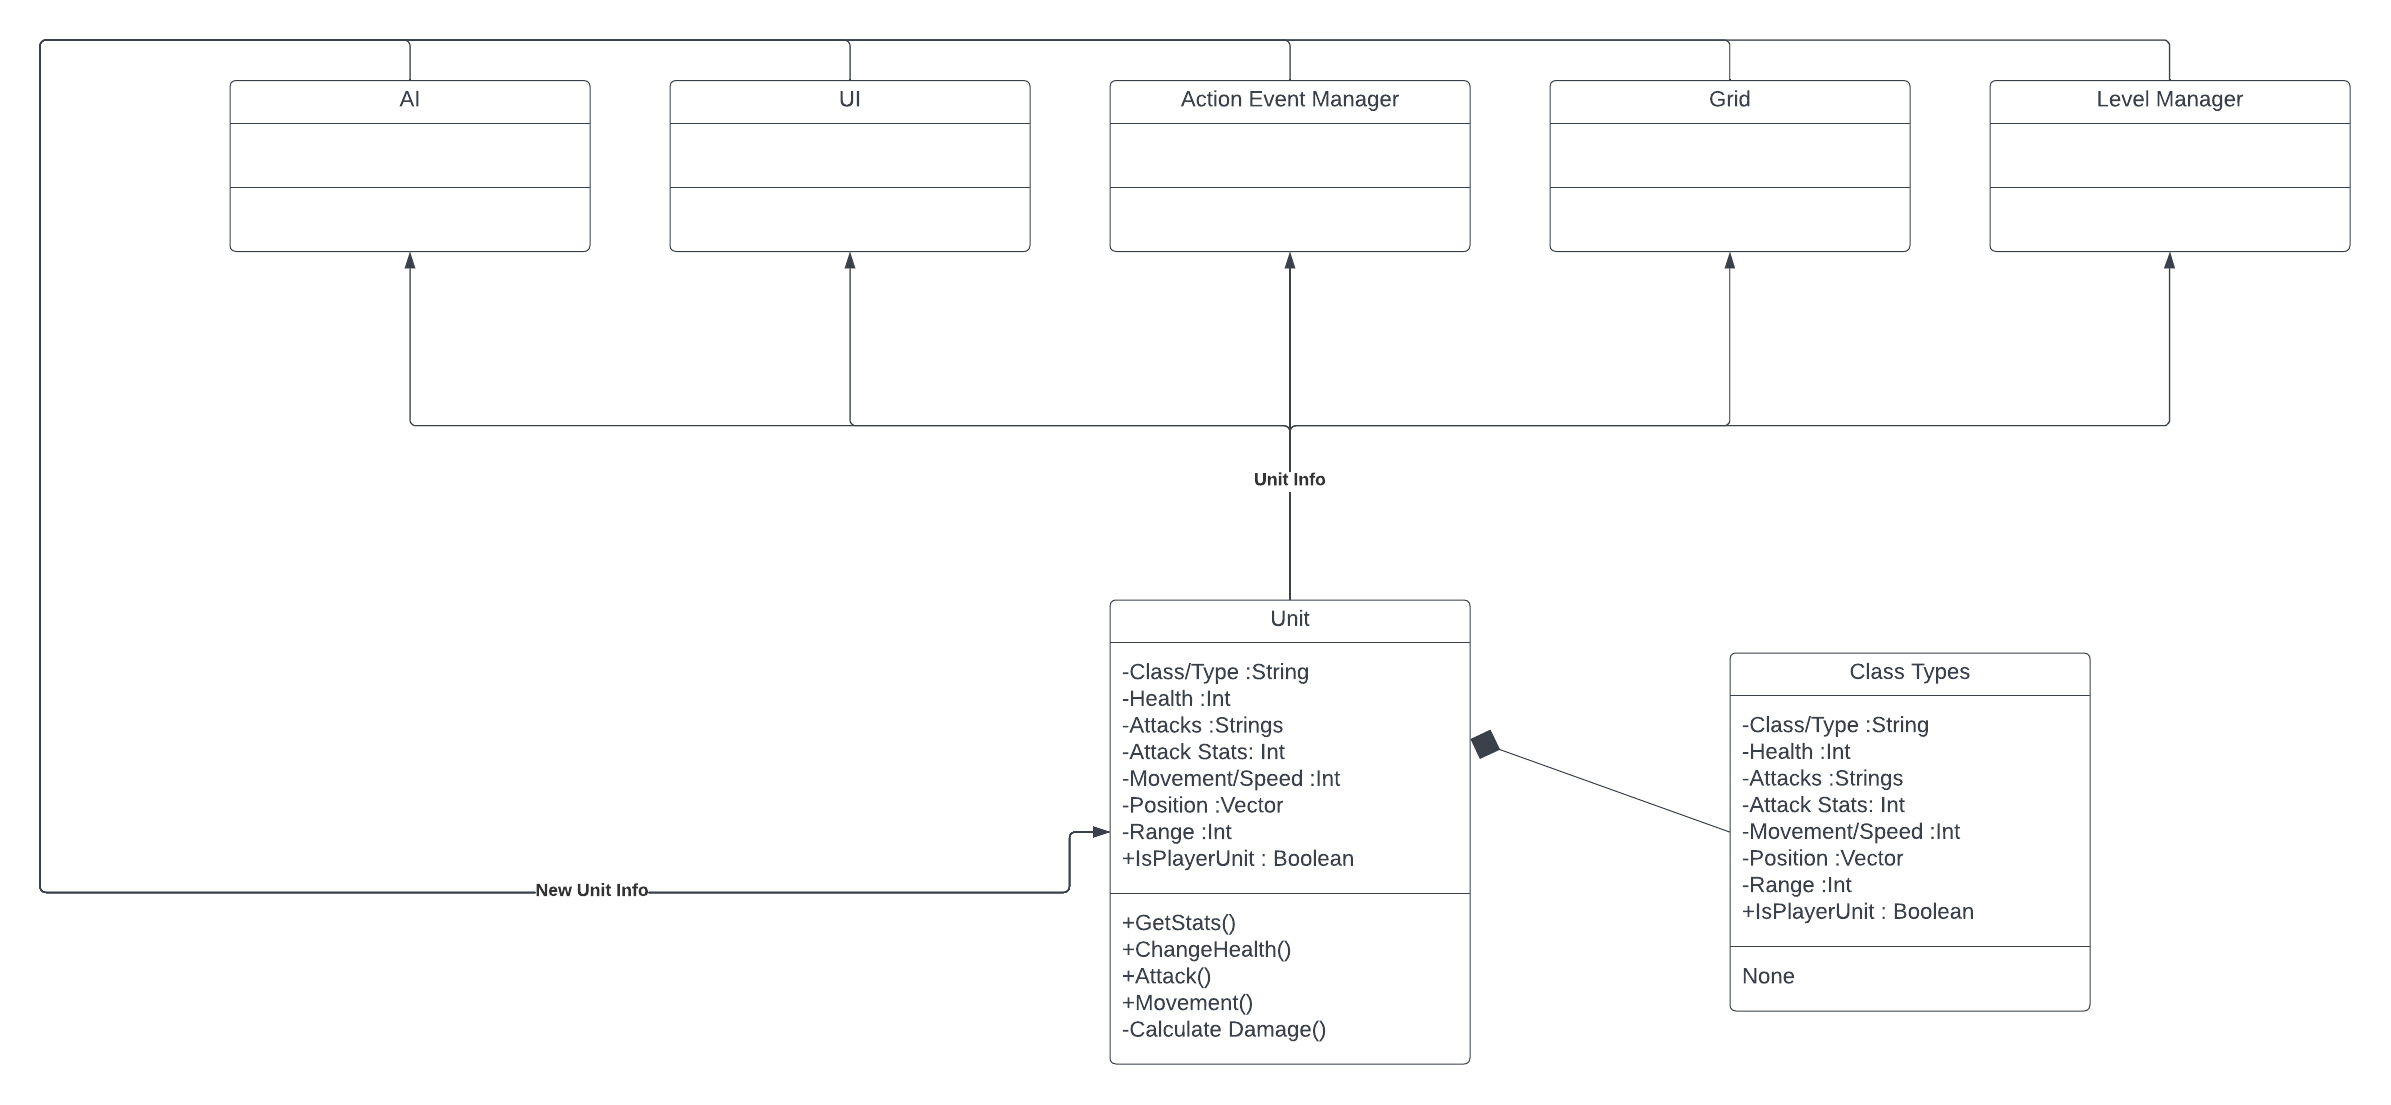 AI
UI
Action Event Manager
Grid
Level Manager
Unit Info
Unit
-Class/Type :String
-Health :Int
-Attacks :Strings
-Attack Stats: Int
-Movement/Speed :Int
-Position :Vector
-Range :Int
+IsPlayerUnit : Boolean
+GetStats()
+ChangeHealth()
+Attack()
+Movement()
-Calculate Damage()
Class Types
-Class/Type :String
-Health :Int
-Attacks :Strings
-Attack Stats: Int
-Movement/Speed :Int
-Position :Vector
-Range :Int
+IsPlayerUnit : Boolean
None
New Unit Info